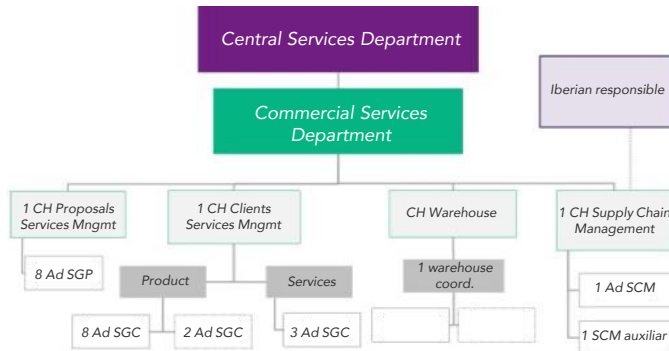 Central Services Department
Commercial Services
Department
Iberian responsible
1 CH Proposals
Services Mngmt
1 CH Clients
Services Mngmt
CH Warehouse
1 CH Supply Chain
Management
8 Ad SGP
Product
Services
1 warehouse
coord.
1 Ad SCM
8 Ad SGC
2 Ad SGC
3 Ad SGC
1 SCM auxiliar